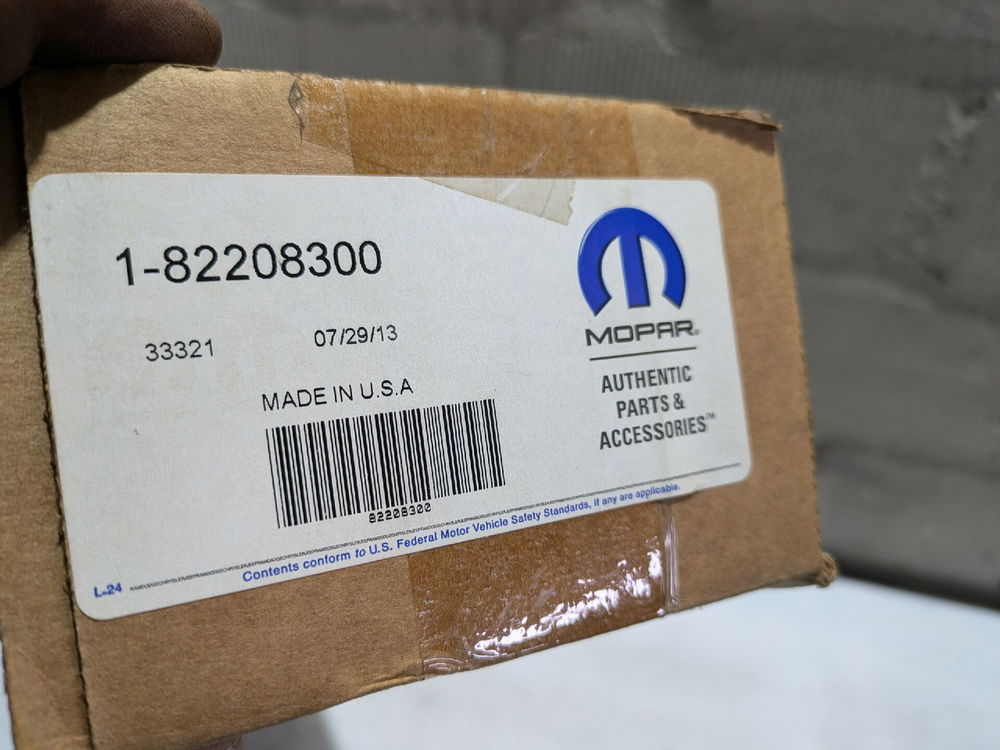 1-82208300
33321
07/29/13
MADE IN U.S.A
82208300
MOPAR®
AUTHENTIC
PARTS &
ACCESSORIES™
Contents conform to U.S. Federal Motor Vehicle Safety Standards, if any are applicable.
L-24